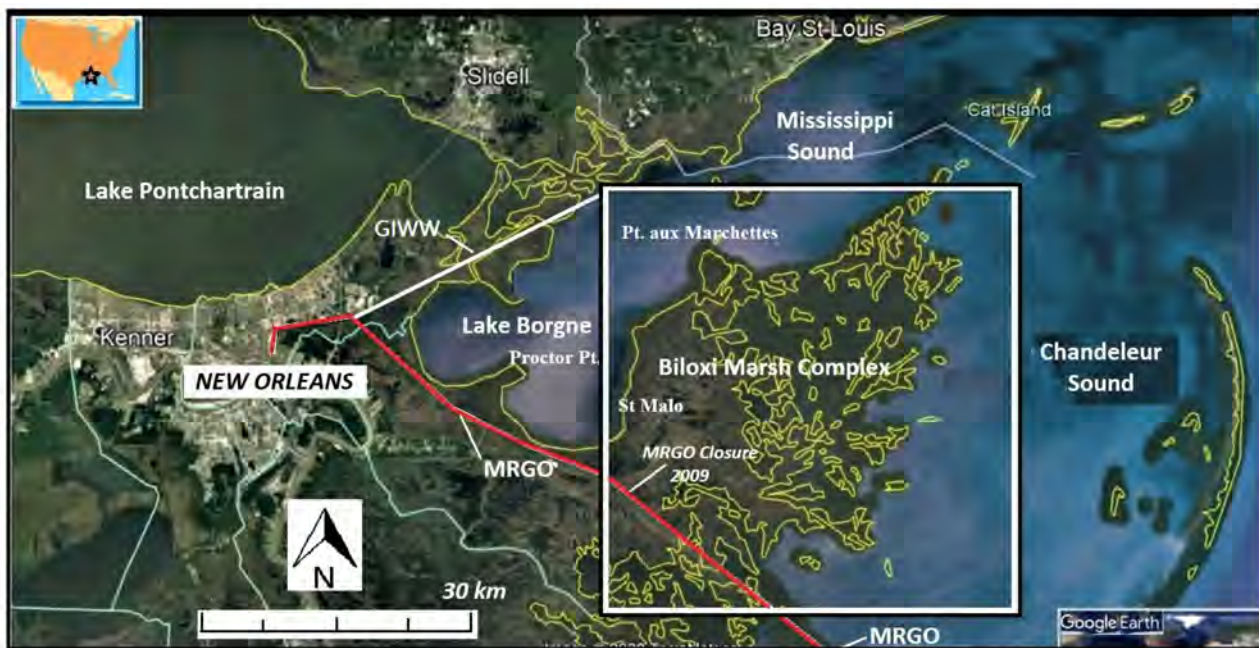 Bay St Louis
Slidell
Cat Island
Mississippi
Sound
Lake Pontchartrain
GIWW
Pt. aux Marchettes
Kenner
Lake Borgne
Proctor Pt.
Biloxi Marsh Complex
Chandeleur
Sound
NEW ORLEANS
St Malo
MRGO
MRGO Closure
2009
N
30 km
MRGO
Google Earth